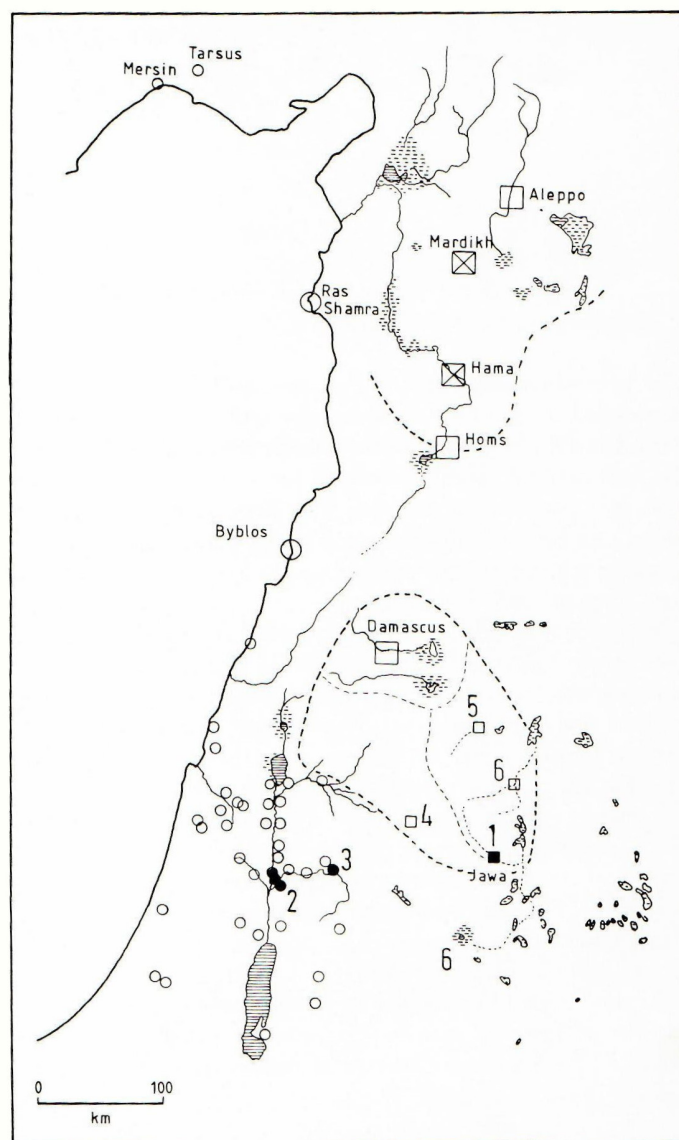 Tarsus
Mersin
Aleppo
Mardikh
Ras
Shamra
Hama
Homs
Byblos
Damascus
5
6
4
1
Jawa
3
2
6
0 100
km